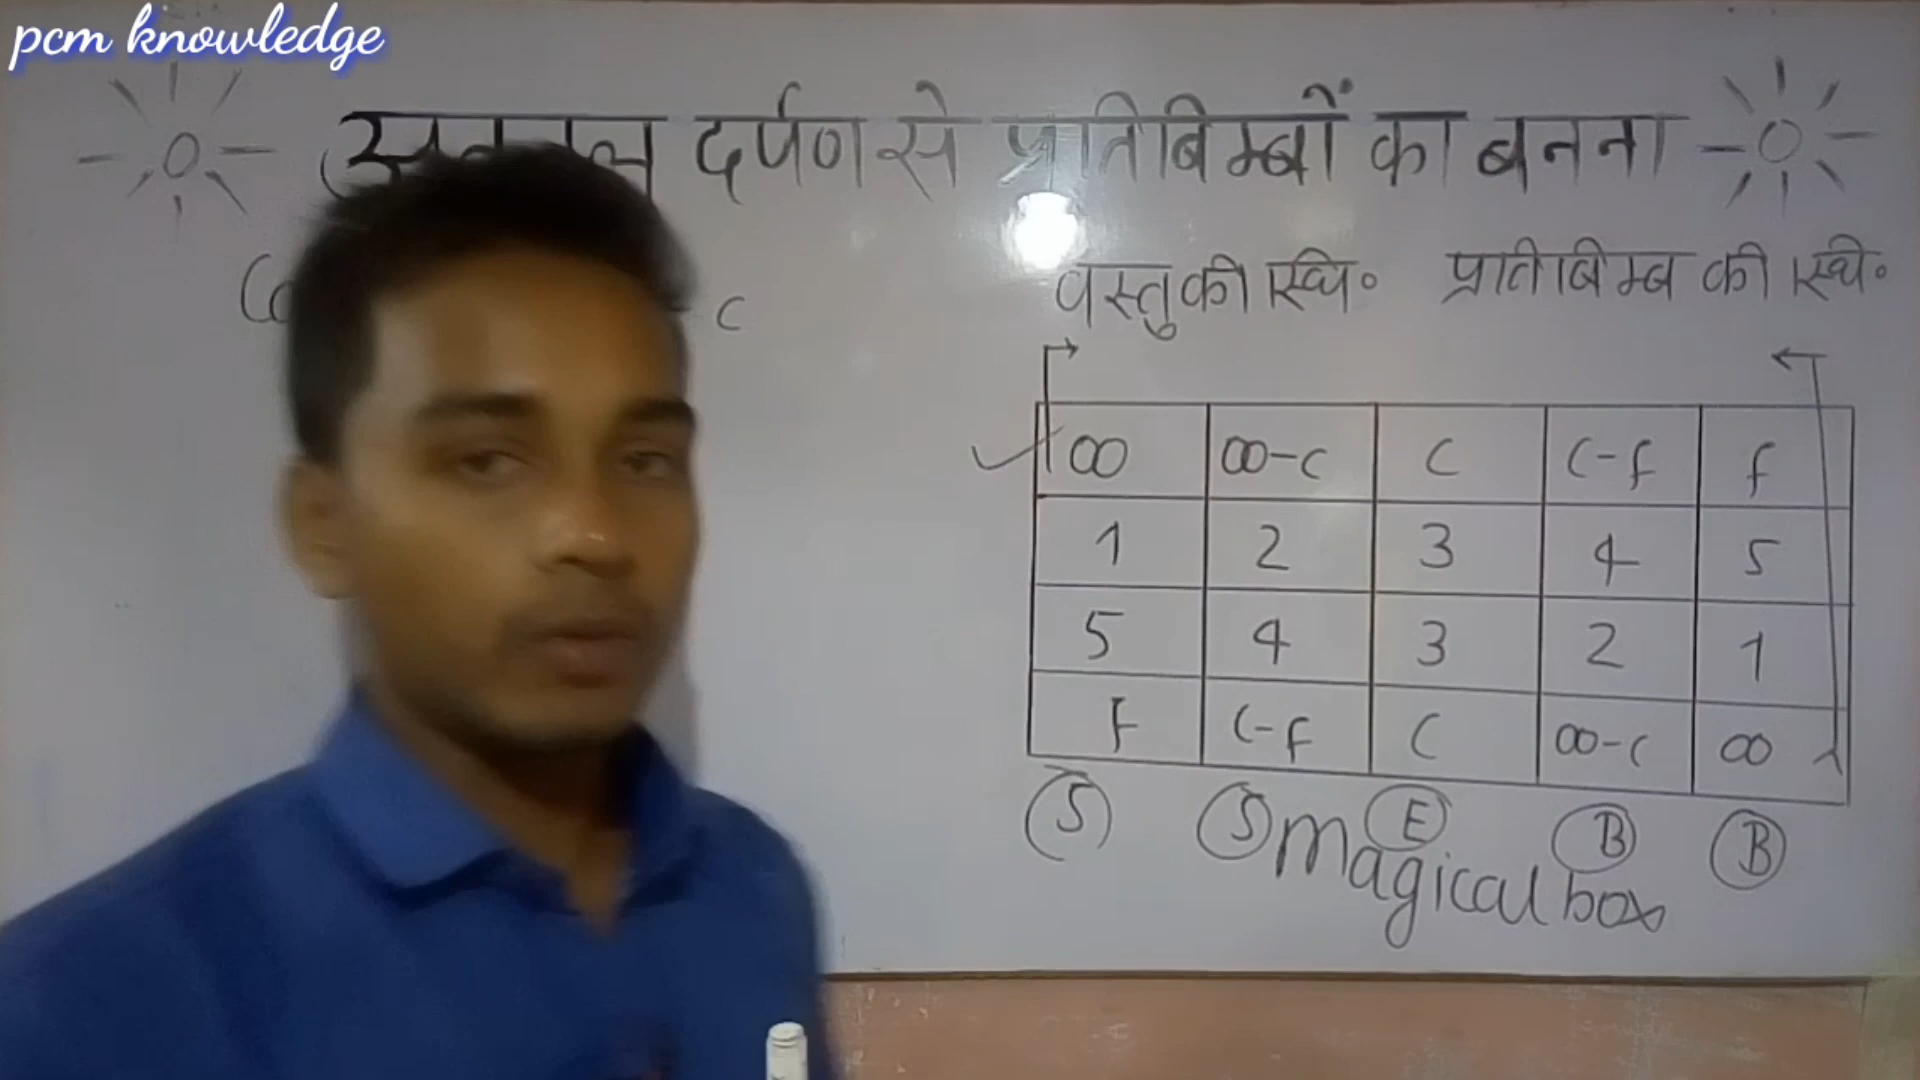 pcm knowledge
दर्पण से प्रतिबिम्बों का बनना
वस्तु की स्थि० प्रतिबिम्ब की स्थि०
c
∞ ∞-c C C-f f
1 2 3 4 5
5 4 3 2 1
F C-f C ∞-C ∞
S S E B B
magical box